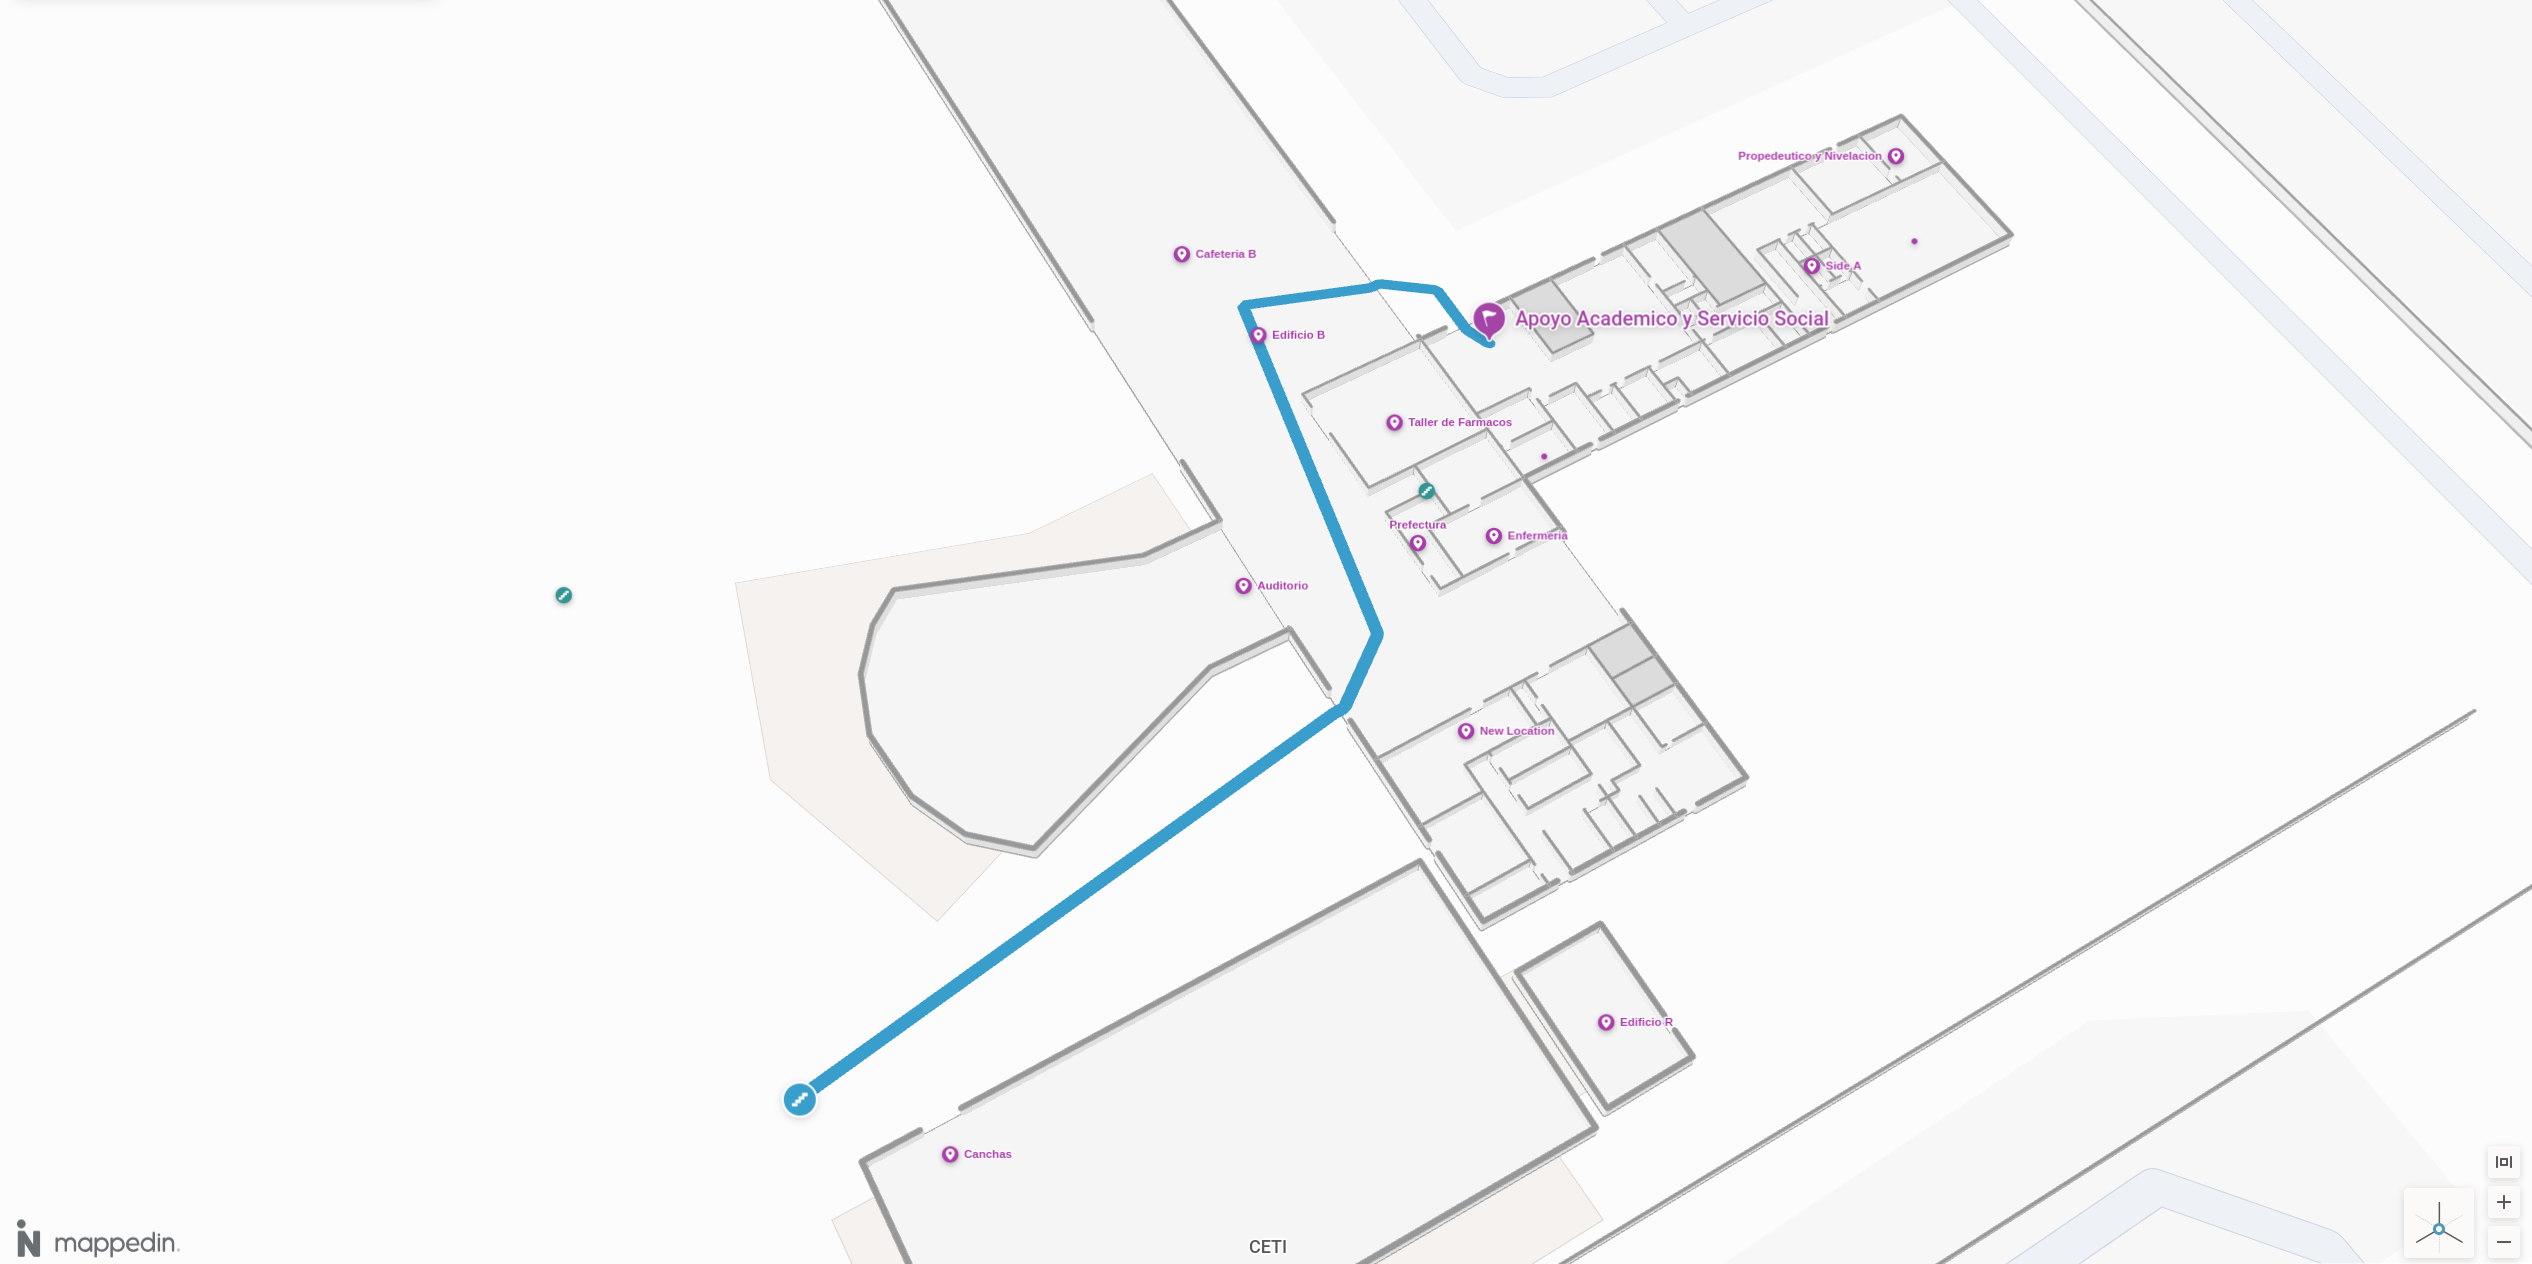 Propedeutico y Nivelacion
Cafeteria B
Side A
Apoyo Academico y Servicio Social
Edificio B
Taller de Farmacos
Prefectura
Enfermeria
Auditorio
New Location
Edificio R
Canchas
CETI
mappedin.